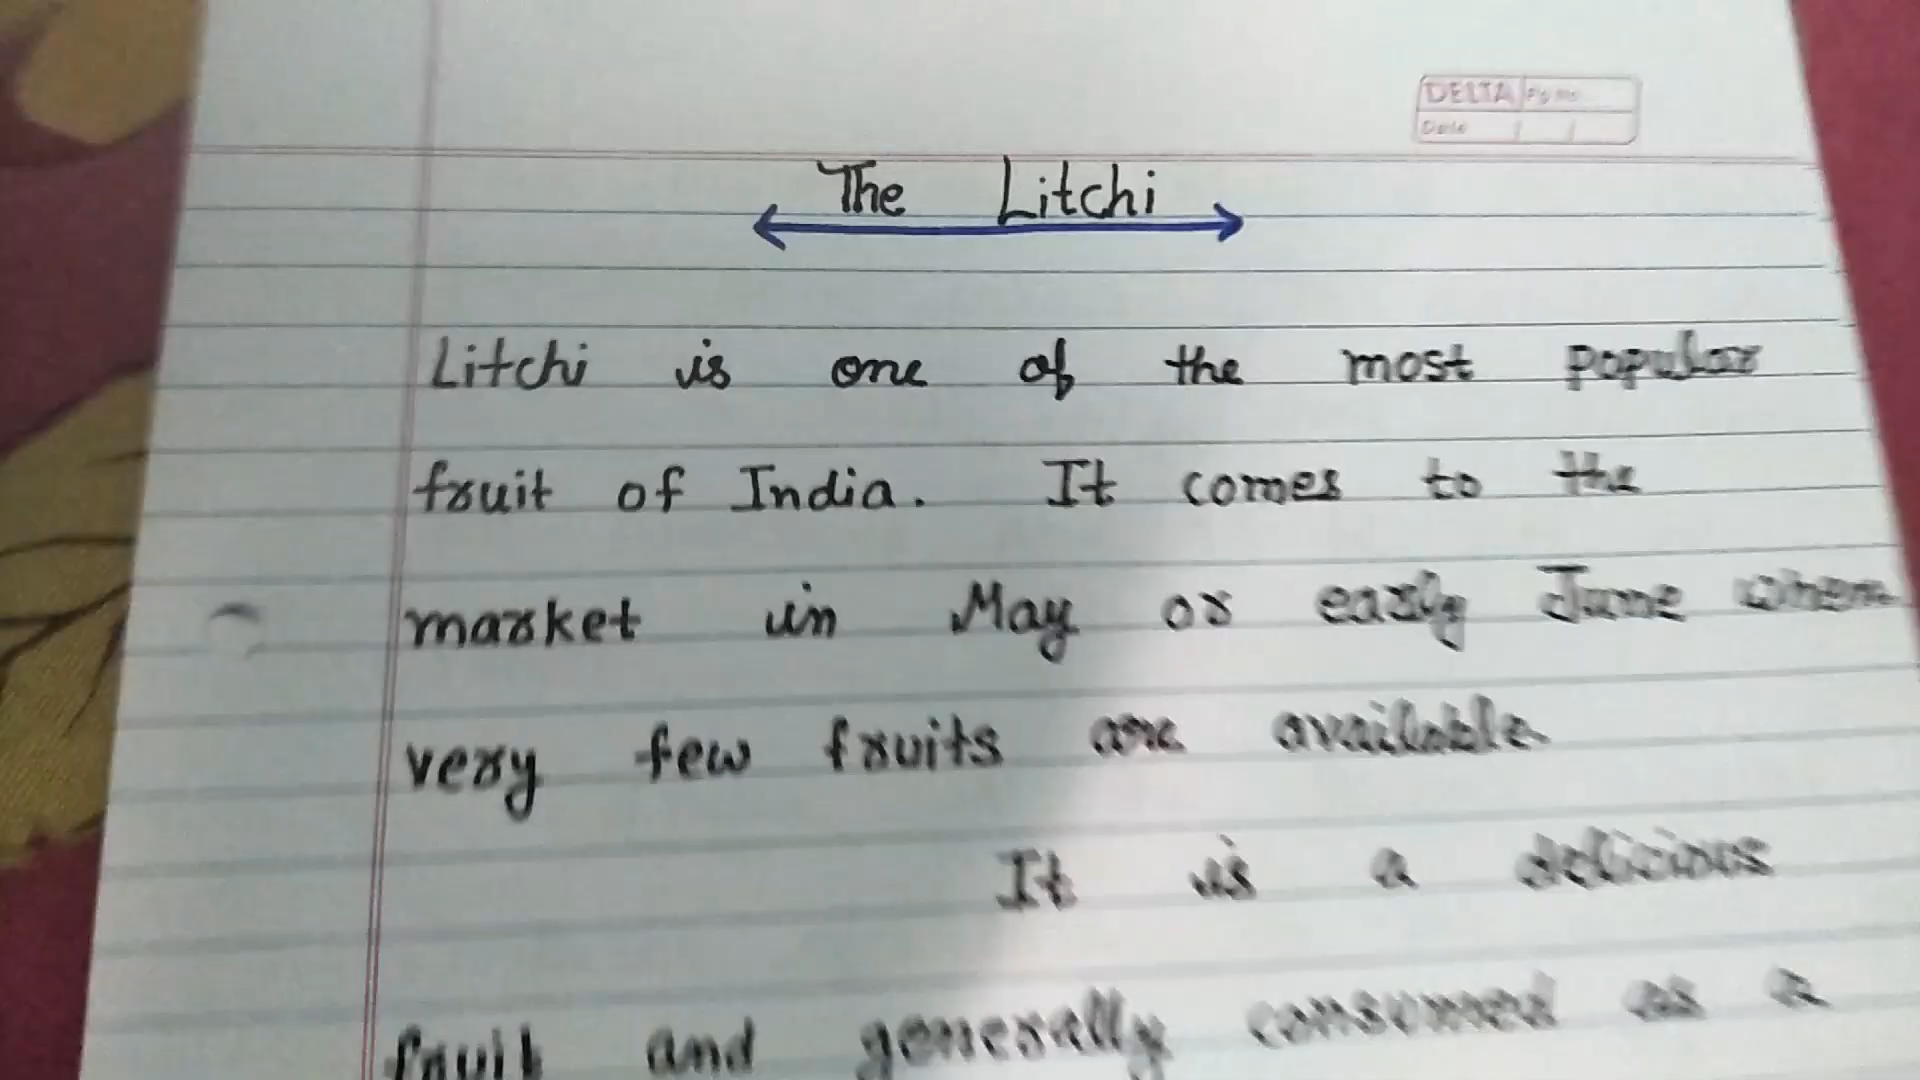 DELTA Pg No.
Date / /
The Litchi
Litchi is one of the most popular
fruit of India. It comes to the
market in May or early June when
very few fruits are available.
It is a delicious
fruit and generally consumed as a